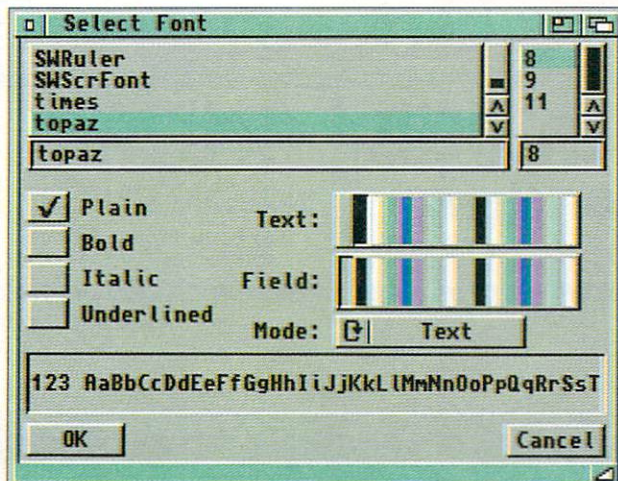 Select Font
SWRuler
SWScrFont
times
topaz
8
9
11
topaz
8
Plain
Bold
Italic
Underlined
Text:
Field:
Mode:
Text
123 AaBbCcDdEeFfGgHhIiJjKkLlMmNnOoPpQqRrSsT
OK
Cancel